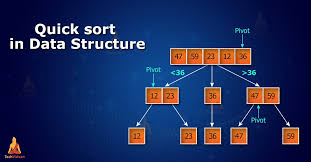 Quick sort
in Data Structure
Pivot
47 59 23 12 36
Pivot <36 >36
12 23 36 47 59
Pivot
12 23 36 47 59
TechVidvan